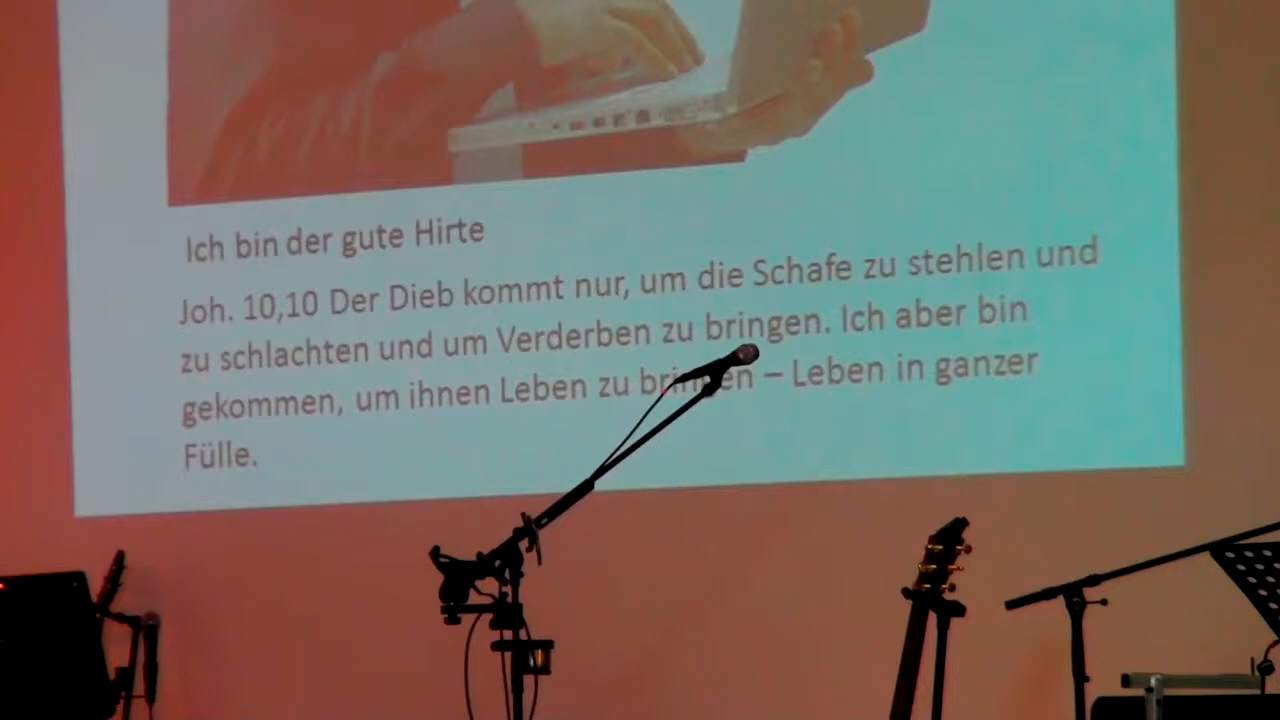 Ich bin der gute Hirte
Joh. 10,10 Der Dieb kommt nur, um die Schafe zu stehlen und
zu schlachten und um Verderben zu bringen. Ich aber bin
gekommen, um ihnen Leben zu bringen – Leben in ganzer
Fülle.